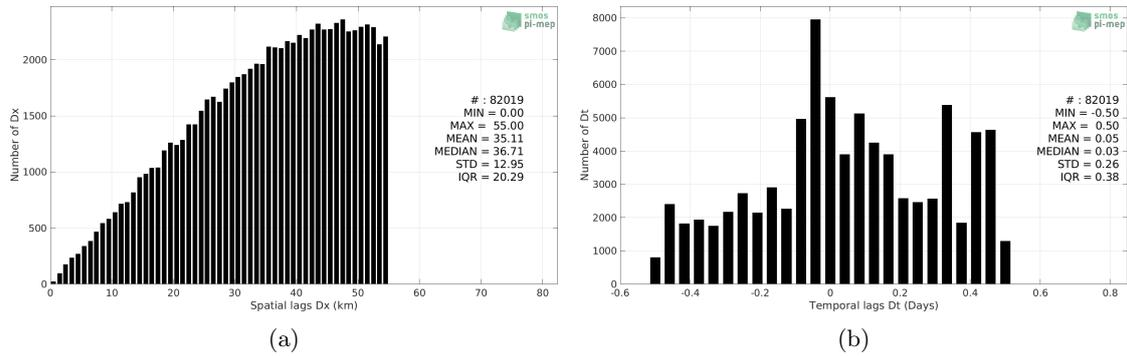 smos
pi-mep
Number of Dx
2000
1500
1000
500
0
# : 82019
MIN = 0.00
MAX = 55.00
MEAN = 35.11
MEDIAN = 36.71
STD = 12.95
IQR = 20.29
0 10 20 30 40 50 60 70 80
Spatial lags Dx (km)
(a)
smos
pi-mep
Number of Dt
8000
7000
6000
5000
4000
3000
2000
1000
0
# : 82019
MIN = -0.50
MAX = 0.50
MEAN = 0.05
MEDIAN = 0.03
STD = 0.26
IQR = 0.38
-0.6 -0.4 -0.2 0 0.2 0.4 0.6 0.8
Temporal lags Dt (Days)
(b)